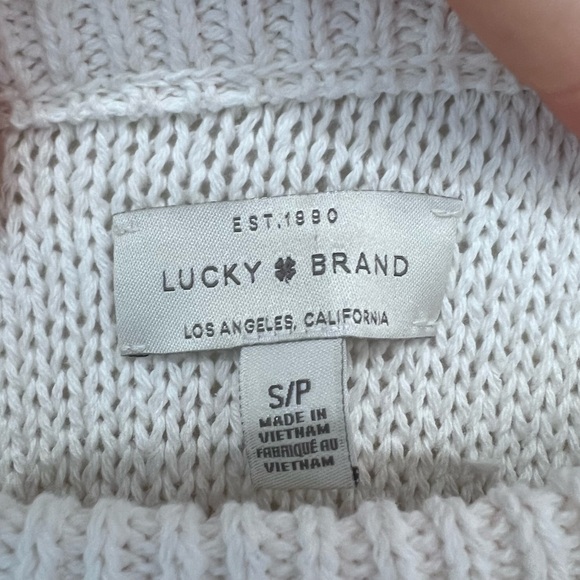 EST.1990
LUCKY BRAND
LOS ANGELES, CALIFORNIA
S/P
MADE IN
VIETNAM
FABRIQUÉ AU
VIETNAM